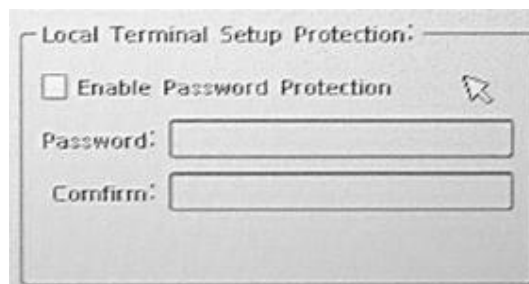 Local Terminal Setup Protection:
Enable Password Protection
Password:
Comfirm: